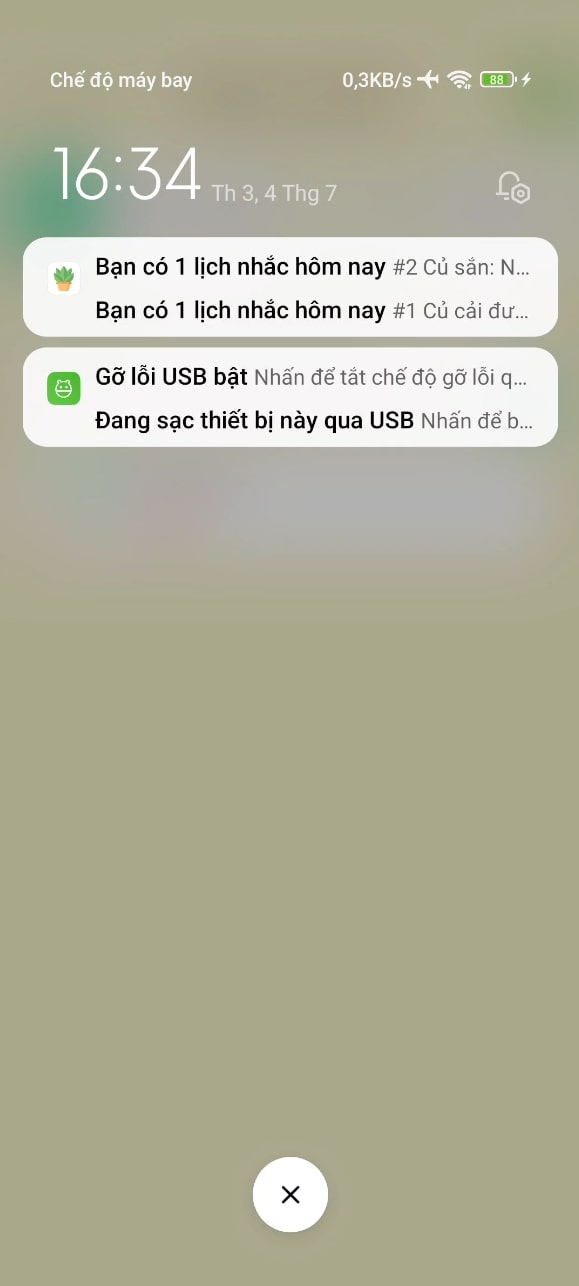 Chế độ máy bay 0,3KB/s 88
16:34 Th 3, 4 Thg 7
Bạn có 1 lịch nhắc hôm nay #2 Củ sắn: N...
Bạn có 1 lịch nhắc hôm nay #1 Củ cải đư...
Gỡ lỗi USB bật Nhấn để tắt chế độ gỡ lỗi q...
Đang sạc thiết bị này qua USB Nhấn để b...